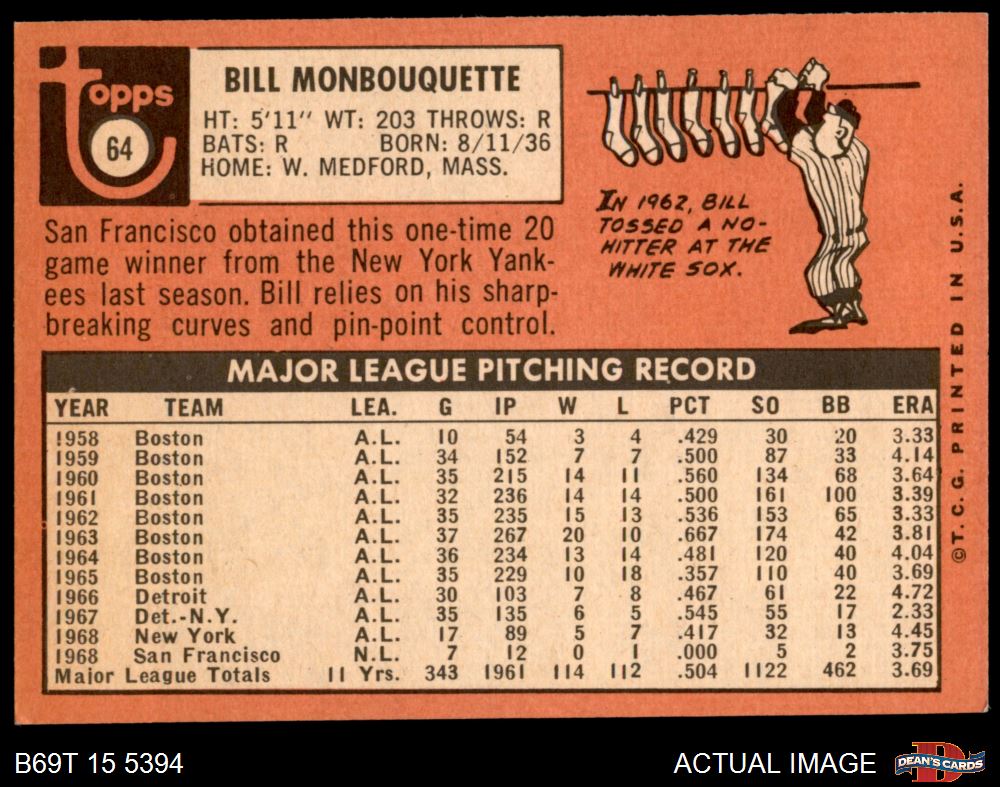 Topps
64
BILL MONBOUQUETTE
HT: 5'11" WT: 203 THROWS: R
BATS: R BORN: 8/11/36
HOME: W. MEDFORD, MASS.
San Francisco obtained this one-time 20
game winner from the New York Yank-
ees last season. Bill relies on his sharp-
breaking curves and pin-point control.
IN 1962, BILL
TOSSED A NO-
HITTER AT THE
WHITE SOX.
MAJOR LEAGUE PITCHING RECORD
YEAR TEAM LEA. G IP W L PCT SO BB ERA
1958 Boston A.L. 10 54 3 4 .429 30 20 3.33
1959 Boston A.L. 34 152 7 7 .500 87 33 4.14
1960 Boston A.L. 35 215 14 11 .560 134 68 3.64
1961 Boston A.L. 32 236 14 14 .500 161 100 3.39
1962 Boston A.L. 35 235 15 13 .536 153 65 3.33
1963 Boston A.L. 37 267 20 10 .667 174 42 3.81
1964 Boston A.L. 36 234 13 14 .481 120 40 4.04
1965 Boston A.L. 35 229 10 18 .357 110 40 3.69
1966 Detroit A.L. 30 103 7 8 .467 61 22 4.72
1967 Det.-N.Y. A.L. 35 135 6 5 .545 55 17 2.33
1968 New York A.L. 17 89 5 7 .417 32 13 4.45
1968 San Francisco N.L. 7 12 0 1 .000 5 2 3.75
Major League Totals 11 Yrs. 343 1961 114 112 .504 1122 462 3.69
©T.C.G. PRINTED IN U.S.A.
B69T 15 5394
ACTUAL IMAGE
DEAN'S CARDS